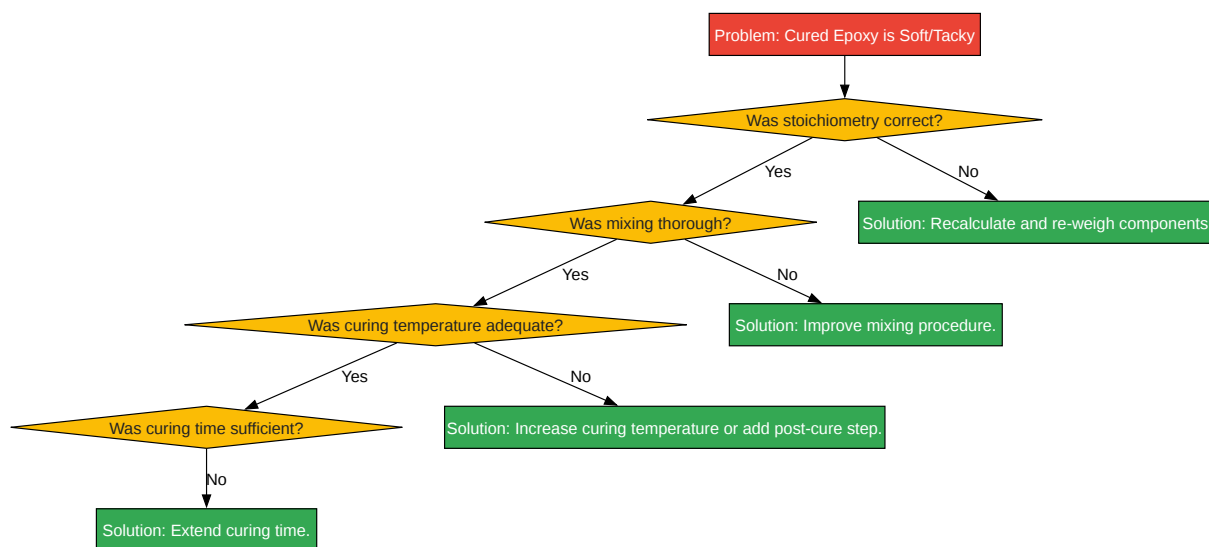 Problem: Cured Epoxy is Soft/Tacky
Was stoichiometry correct?
Yes
No
Was mixing thorough?
Solution: Recalculate and re-weigh components
Yes
No
Was curing temperature adequate?
Solution: Improve mixing procedure.
Yes
No
Was curing time sufficient?
Solution: Increase curing temperature or add post-cure step.
No
Solution: Extend curing time.